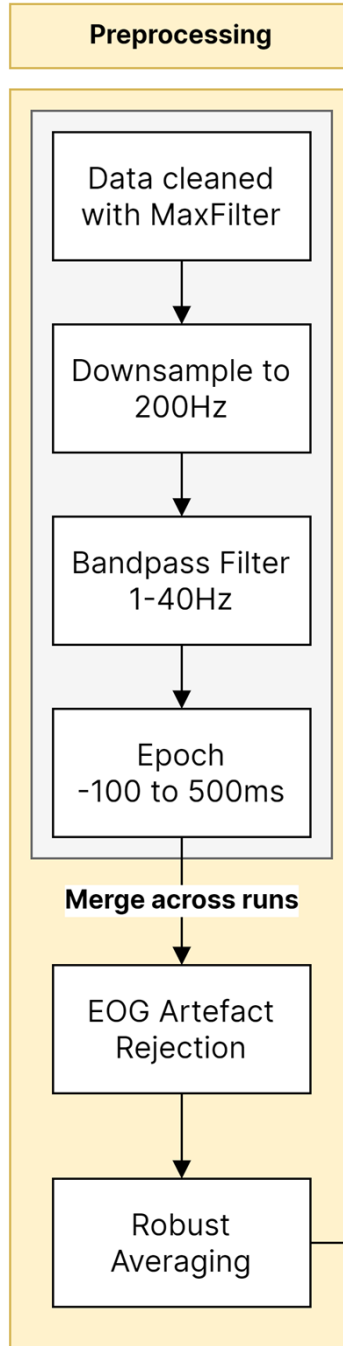 Preprocessing
Data cleaned
with MaxFilter
Downsample to
200Hz
Bandpass Filter
1-40Hz
Epoch
-100 to 500ms
Merge across runs
EOG Artefact
Rejection
Robust
Averaging